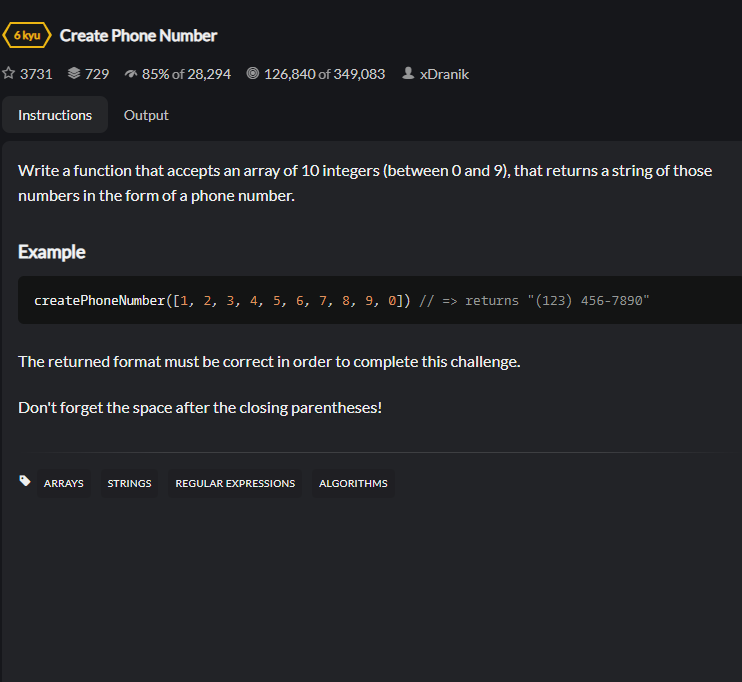 6 kyu Create Phone Number
3731 729 85% of 28,294 126,840 of 349,083 xDranik
Instructions Output
Write a function that accepts an array of 10 integers (between 0 and 9), that returns a string of those
numbers in the form of a phone number.
Example
createPhoneNumber([1, 2, 3, 4, 5, 6, 7, 8, 9, 0]) // => returns "(123) 456-7890"
The returned format must be correct in order to complete this challenge.
Don't forget the space after the closing parentheses!
ARRAYS STRINGS REGULAR EXPRESSIONS ALGORITHMS